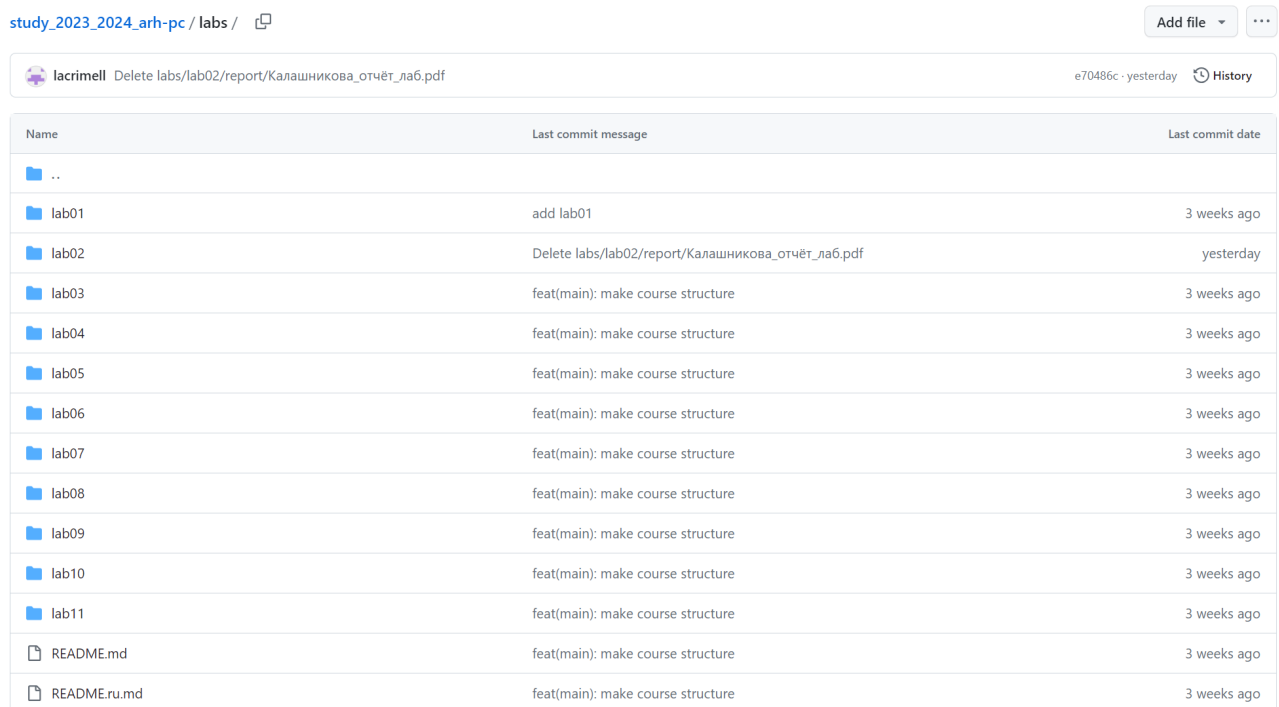 study_2023_2024_arh-pc / labs / Add file ...
lacrimell Delete labs/lab02/report/Калашникова_отчёт_лаб.pdf e70486c · yesterday History
Name Last commit message Last commit date
..
lab01 add lab01 3 weeks ago
lab02 Delete labs/lab02/report/Калашникова_отчёт_лаб.pdf yesterday
lab03 feat(main): make course structure 3 weeks ago
lab04 feat(main): make course structure 3 weeks ago
lab05 feat(main): make course structure 3 weeks ago
lab06 feat(main): make course structure 3 weeks ago
lab07 feat(main): make course structure 3 weeks ago
lab08 feat(main): make course structure 3 weeks ago
lab09 feat(main): make course structure 3 weeks ago
lab10 feat(main): make course structure 3 weeks ago
lab11 feat(main): make course structure 3 weeks ago
README.md feat(main): make course structure 3 weeks ago
README.ru.md feat(main): make course structure 3 weeks ago